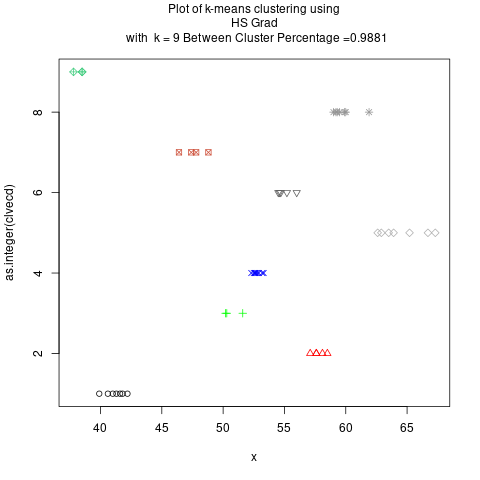 Plot of k-means clustering using
HS Grad
with k = 9 Between Cluster Percentage =0.9881
as.integer(clvecd)
8
6
4
2
40 45 50 55 60 65
x